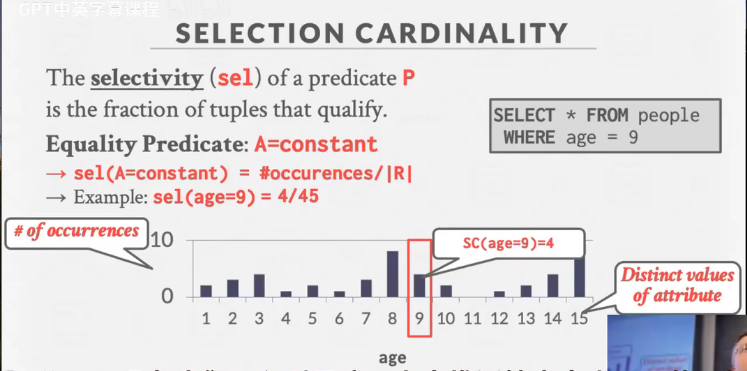 GPT中英字幕课程
SELECTION CARDINALITY
The selectivity (sel) of a predicate P
is the fraction of tuples that qualify.
Equality Predicate: A=constant
→ sel(A=constant) = #occurences/|R|
→ Example: sel(age=9) = 4/45
SELECT * FROM people
WHERE age = 9
# of occurrences
10
0
SC(age=9)=4
Distinct values
of attribute
1 2 3 4 5 6 7 8 9 10 11 12 13 14 15
age